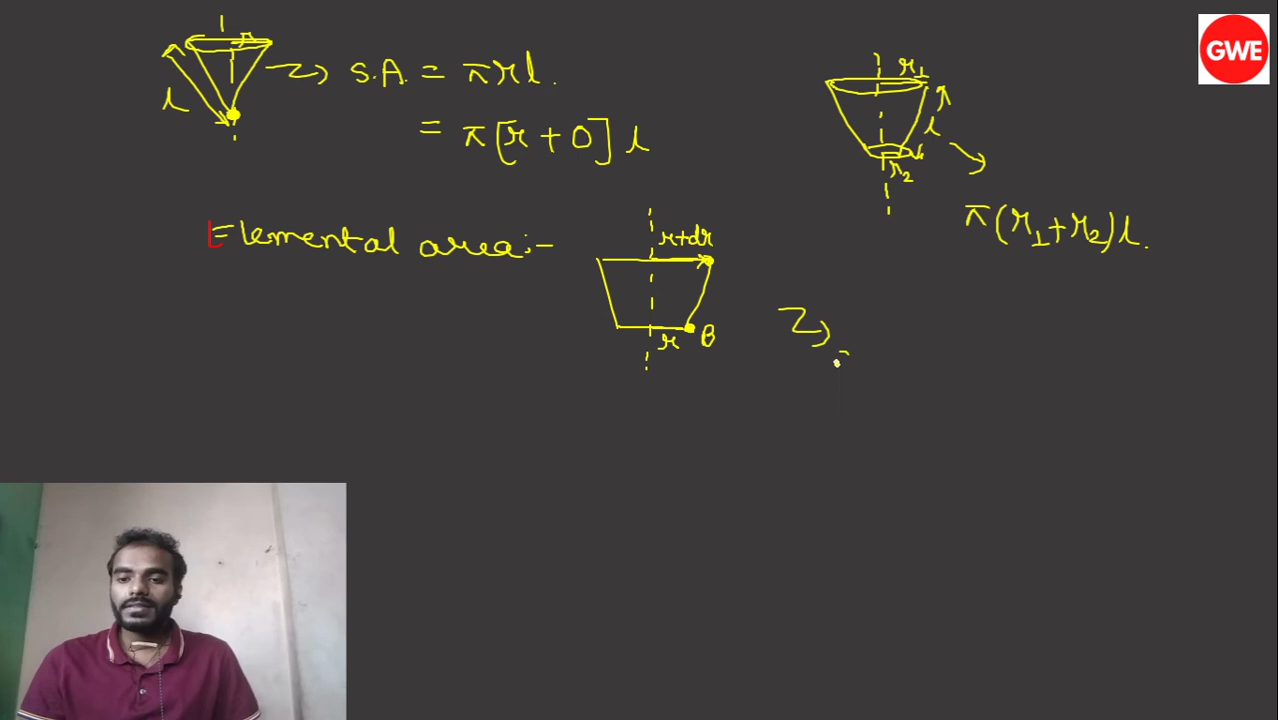 S.A. = πrl.
= π[r + 0] l
l
r
r₁
l
r₂
π(r₁+r₂)l.
Elemental area:-
r+dr
r
B
GWE